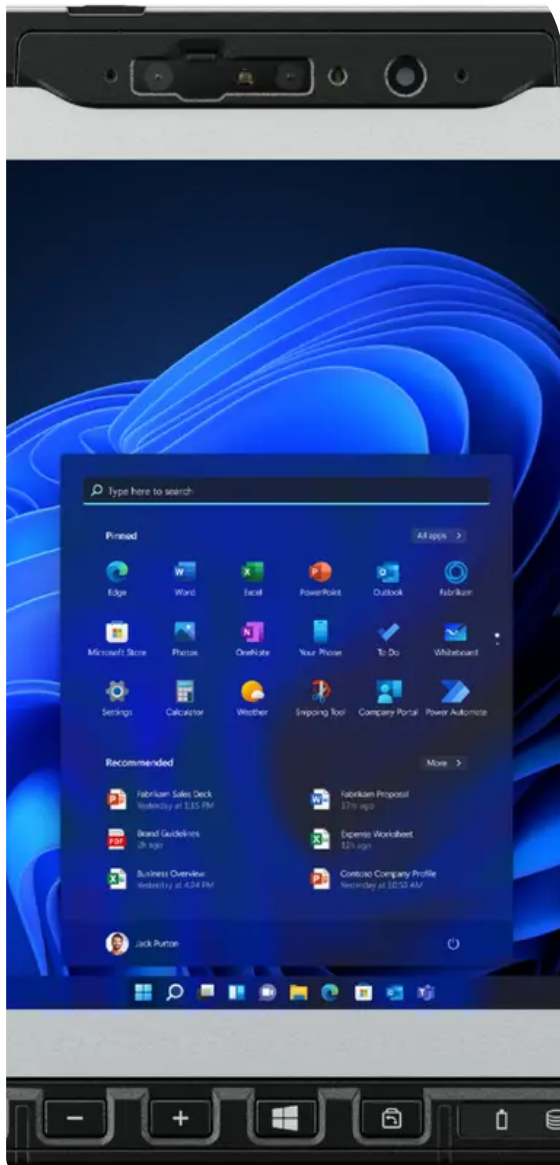 Type here to search
Pinned
All apps >
Edge Word Excel PowerPoint Outlook Fabrikam
Microsoft Store Photos OneNote Your Phone To Do Whiteboard
Settings Calculator Weather Snipping Tool Company Portal Power Automate
Recommended
More >
Fabrikam Sales Deck
Yesterday at 1:15 PM
Fabrikam Proposal
17m ago
Brand Guidelines
2h ago
Expense Worksheet
12h ago
Business Overview
Yesterday at 4:24 PM
Contoso Company Profile
Yesterday at 10:50 AM
Jack Purton
- +